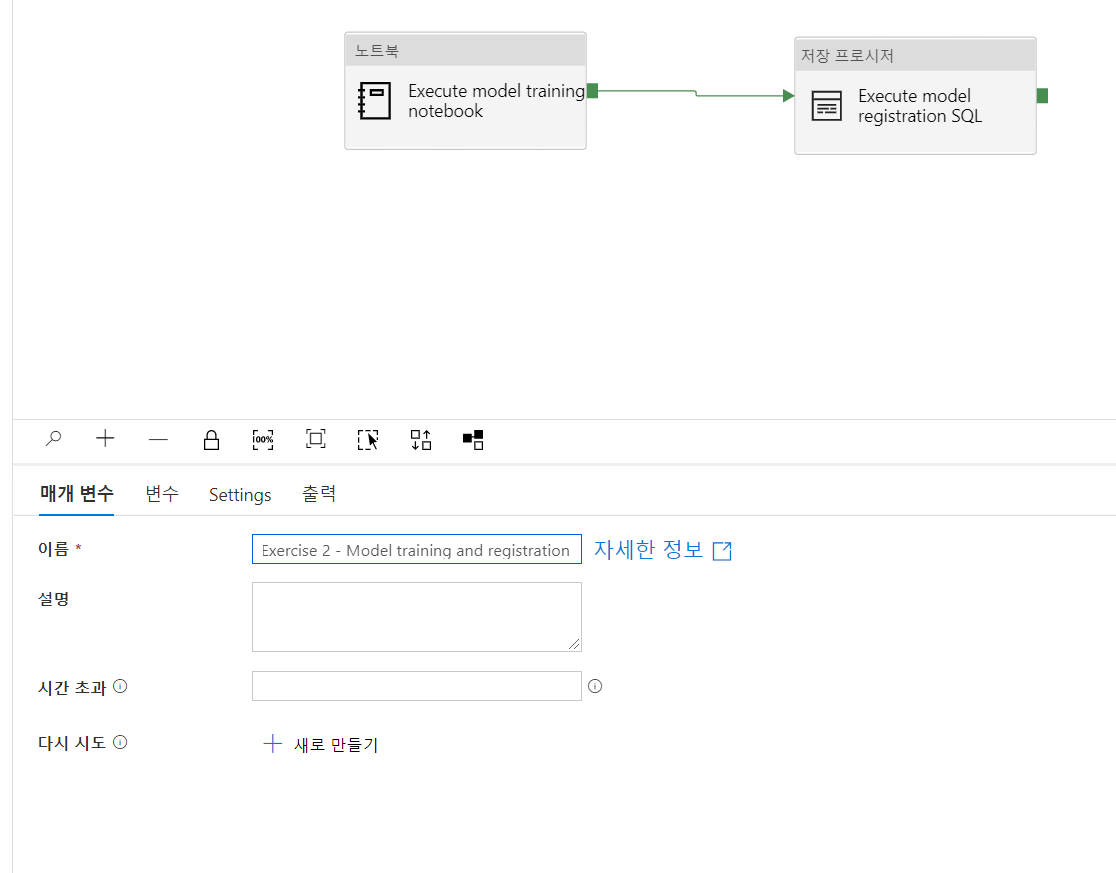 노트북
Execute model training
notebook
저장 프로시저
Execute model
registration SQL
100%
매개 변수 변수 Settings 출력
이름 * Exercise 2 - Model training and registration 자세한 정보
설명
시간 초과
다시 시도 새로 만들기